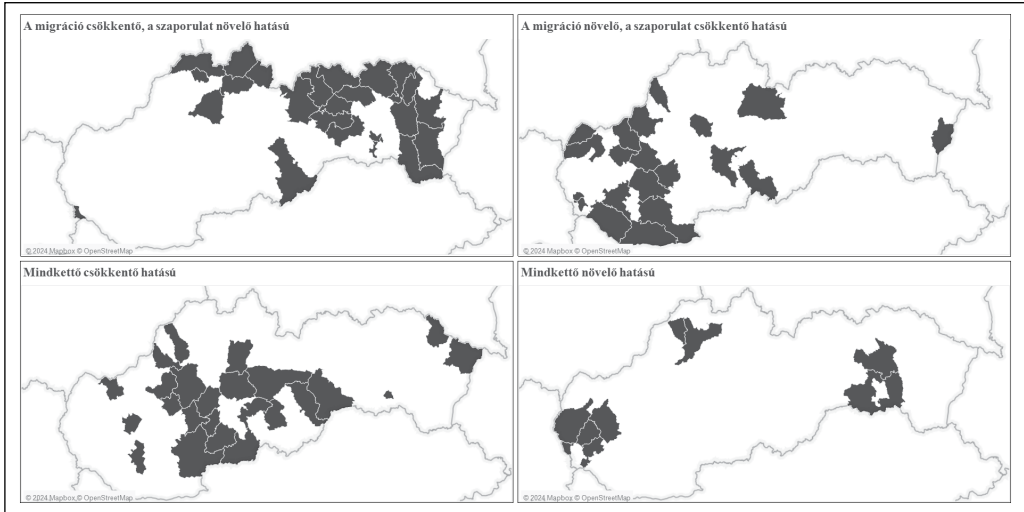 A migráció csökkentő, a szaporulat növelő hatású
A migráció növelő, a szaporulat csökkentő hatású
© 2024 Mapbox © OpenStreetMap
© 2024 Mapbox © OpenStreetMap
Mindkettő csökkentő hatású
Mindkettő növelő hatású
© 2024 Mapbox © OpenStreetMap
© 2024 Mapbox © OpenStreetMap